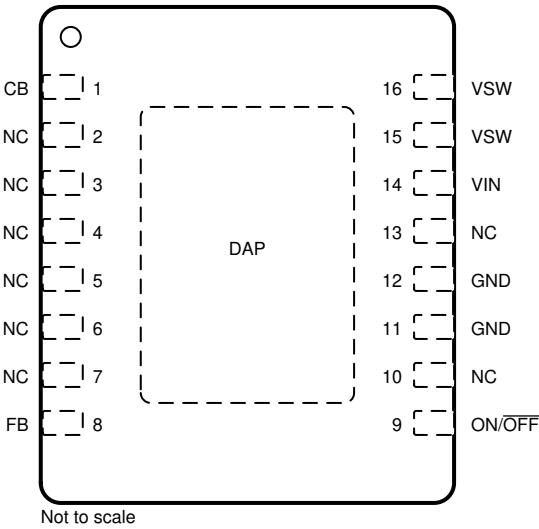 CB 1 16 VSW
NC 2 15 VSW
NC 3 14 VIN
NC 4 13 NC
DAP
NC 5 12 GND
NC 6 11 GND
NC 7 10 NC
FB 8 9 ON/O̅F̅F̅
Not to scale